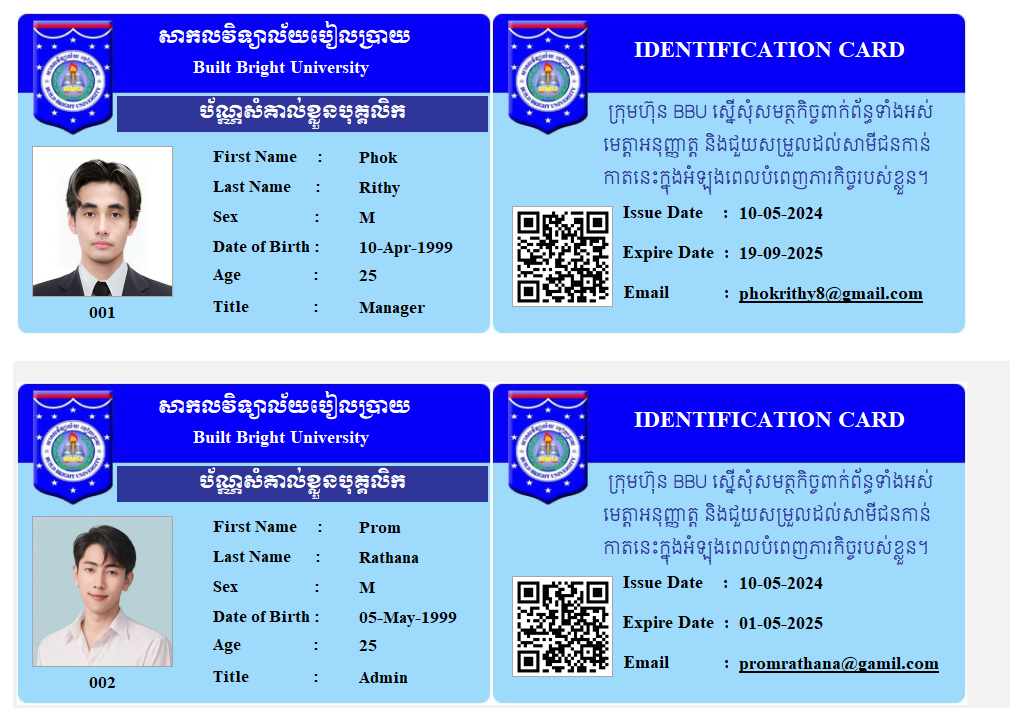 សាកលវិទ្យាល័យបៀលប្រាយ
Built Bright University
ប័ណ្ណសំគាល់ខ្លួនបុគ្គលិក
First Name : Phok
Last Name : Rithy
Sex : M
Date of Birth : 10-Apr-1999
Age : 25
Title : Manager
001
IDENTIFICATION CARD
ក្រុមហ៊ុន BBU ស្នើសុំសមត្ថកិច្ចពាក់ព័ន្ធទាំងអស់
មេត្តាអនុញ្ញាត្ត និងជួយសម្រួលដល់សាមីជនកាន់
កាតនេះក្នុងអំឡុងពេលបំពេញភារកិច្ចរបស់ខ្លួន។
Issue Date : 10-05-2024
Expire Date : 19-09-2025
Email : phokrithy8@gmail.com
សាកលវិទ្យាល័យបៀលប្រាយ
Built Bright University
ប័ណ្ណសំគាល់ខ្លួនបុគ្គលិក
First Name : Prom
Last Name : Rathana
Sex : M
Date of Birth : 05-May-1999
Age : 25
Title : Admin
002
IDENTIFICATION CARD
ក្រុមហ៊ុន BBU ស្នើសុំសមត្ថកិច្ចពាក់ព័ន្ធទាំងអស់
មេត្តាអនុញ្ញាត្ត និងជួយសម្រួលដល់សាមីជនកាន់
កាតនេះក្នុងអំឡុងពេលបំពេញភារកិច្ចរបស់ខ្លួន។
Issue Date : 10-05-2024
Expire Date : 01-05-2025
Email : promrathana@gamil.com